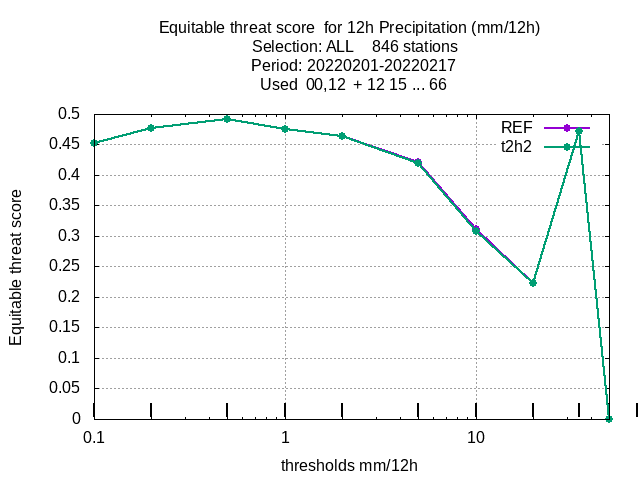 Equitable threat score  for 12h Precipitation (mm/12h)
Selection: ALL    846 stations
Period: 20220201-20220217
Used  00,12  + 12 15 ... 66
REF
t2h2
0.5
0.45
0.4
0.35
0.3
0.25
0.2
0.15
0.1
0.05
0
Equitable threat score
0.1 1 10
thresholds mm/12h